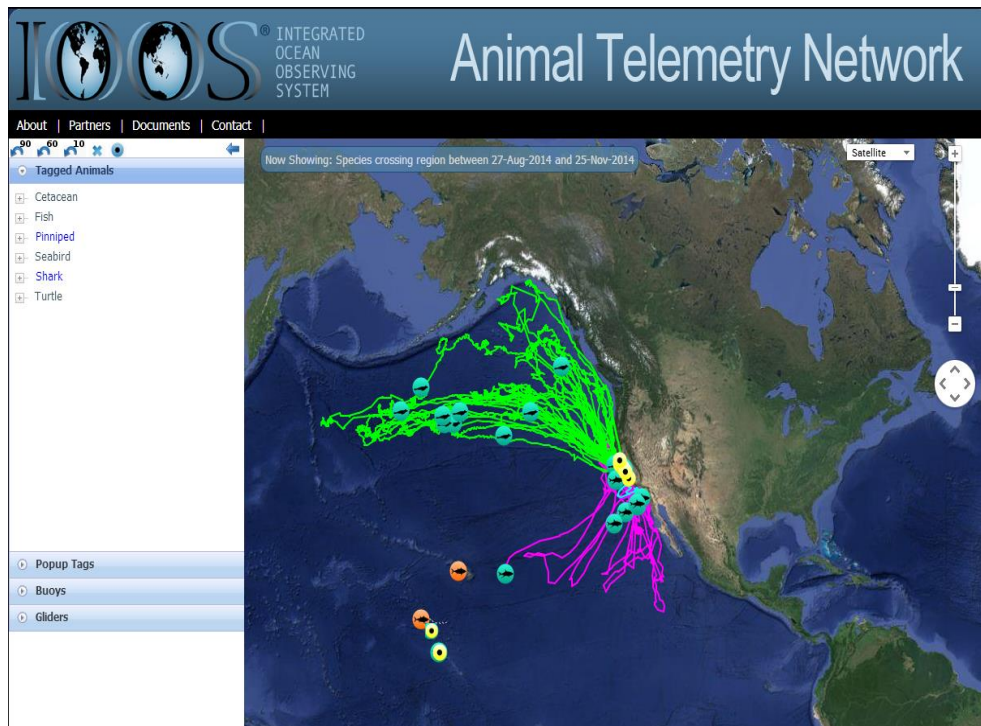 IOOS® INTEGRATED
OCEAN
OBSERVING
SYSTEM
Animal Telemetry Network
About | Partners | Documents | Contact |
90 60 10
Now Showing: Species crossing region between 27-Aug-2014 and 25-Nov-2014
Satellite
Tagged Animals
Cetacean
Fish
Pinniped
Seabird
Shark
Turtle
Popup Tags
Buoys
Gliders